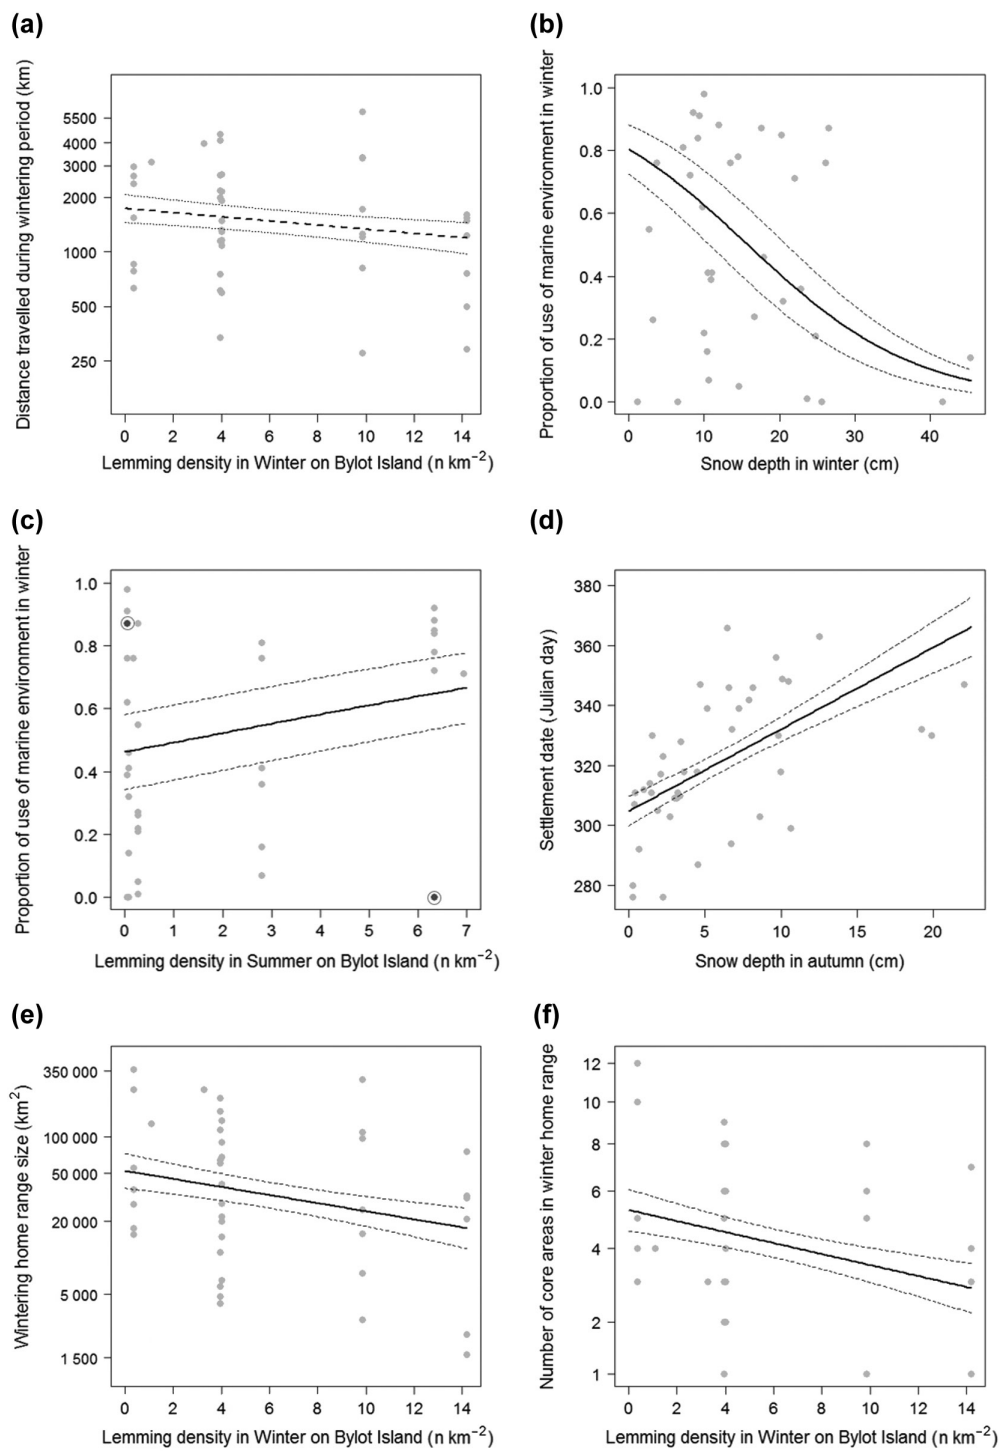 (a)
Distance travelled during wintering period (km)
5500
4000
3000
2000
1000
500
250
0 2 4 6 8 10 12 14
Lemming density in Winter on Bylot Island (n km⁻²)
(b)
Proportion of use of marine environment in winter
1.0
0.8
0.6
0.4
0.2
0.0
0 10 20 30 40
Snow depth in winter (cm)
(c)
Proportion of use of marine environment in winter
1.0
0.8
0.6
0.4
0.2
0.0
0 1 2 3 4 5 6 7
Lemming density in Summer on Bylot Island (n km⁻²)
(d)
Settlement date (Julian day)
380
360
340
320
300
280
0 5 10 15 20
Snow depth in autumn (cm)
(e)
Wintering home range size (km²)
350 000
100 000
50 000
20 000
5 000
1 500
0 2 4 6 8 10 12 14
Lemming density in Winter on Bylot Island (n km⁻²)
(f)
Number of core areas in winter home range
12
10
8
6
4
2
1
0 2 4 6 8 10 12 14
Lemming density in Winter on Bylot Island (n km⁻²)